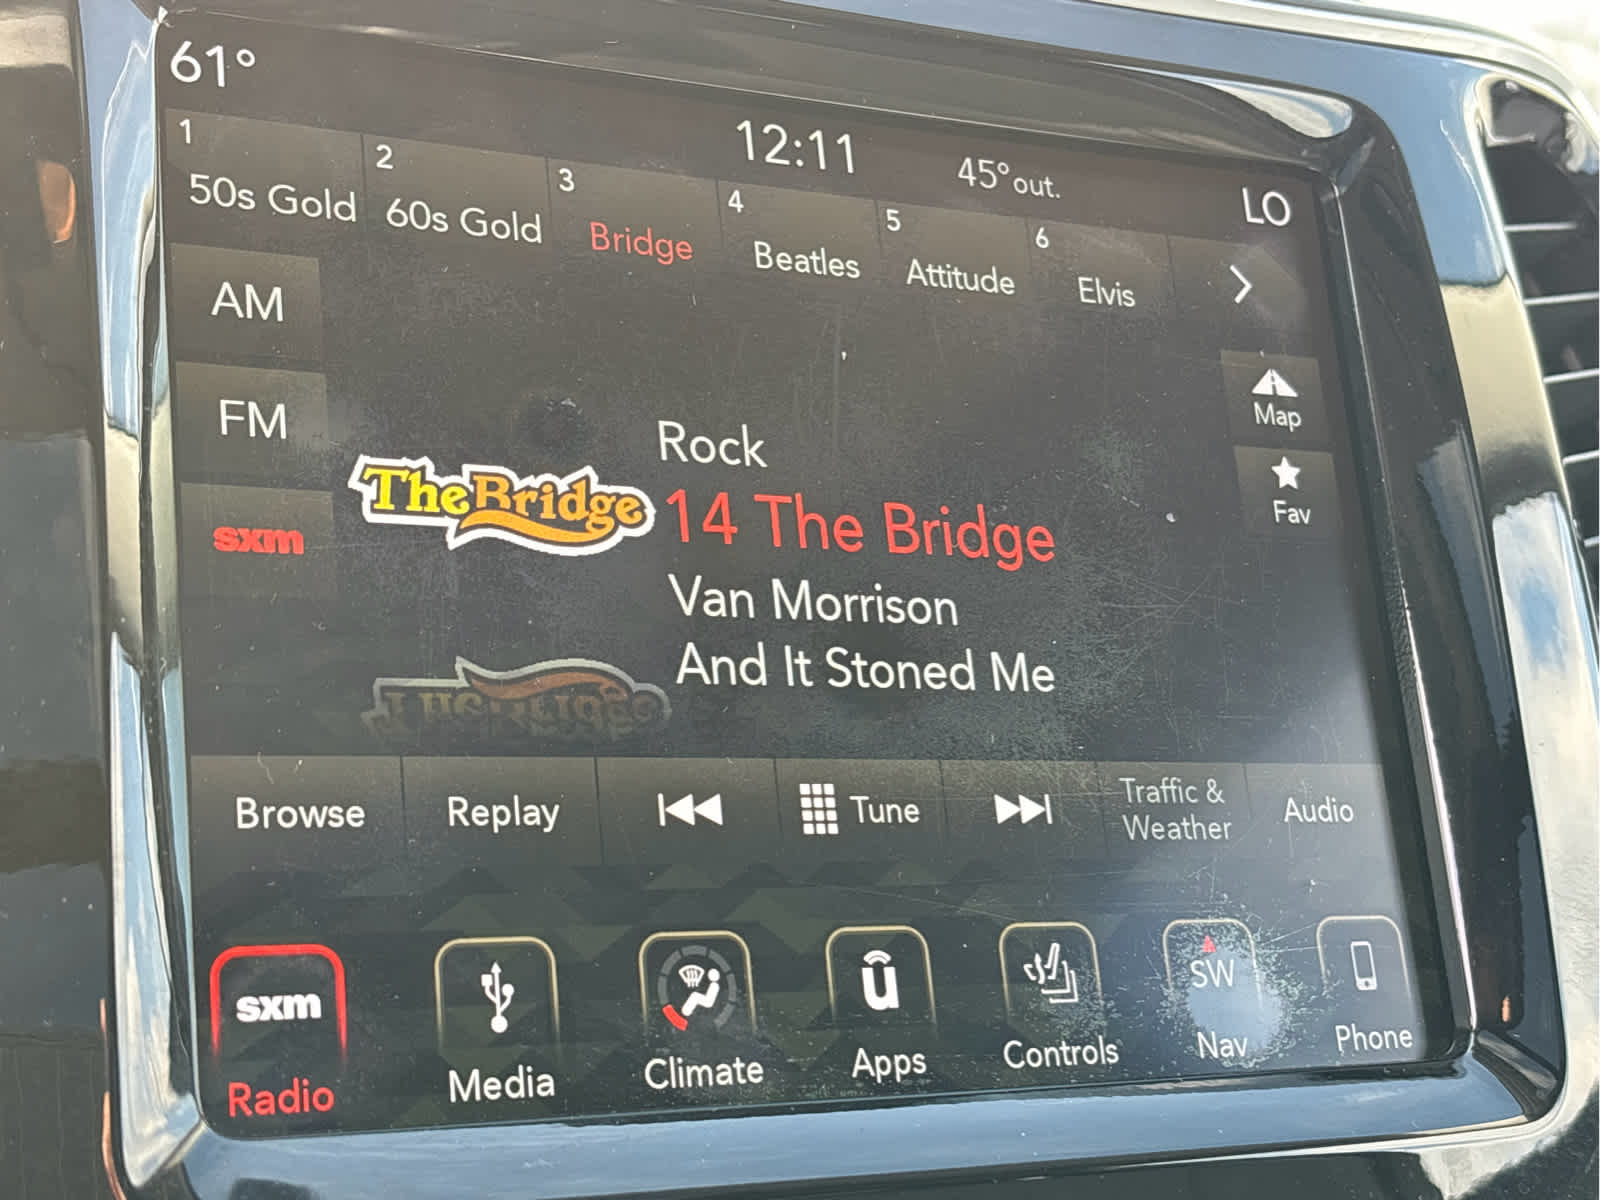 61°
12:11
45° out.
LO
1
50s Gold
2
60s Gold
3
Bridge
4
Beatles
5
Attitude
6
Elvis
AM
FM
sxm
Map
Fav
The Bridge
Rock
14 The Bridge
Van Morrison
And It Stoned Me
Browse
Replay
Tune
Traffic &
Weather
Audio
sxm
Radio
Media
Climate
u
Apps
Controls
SW
Nav
Phone